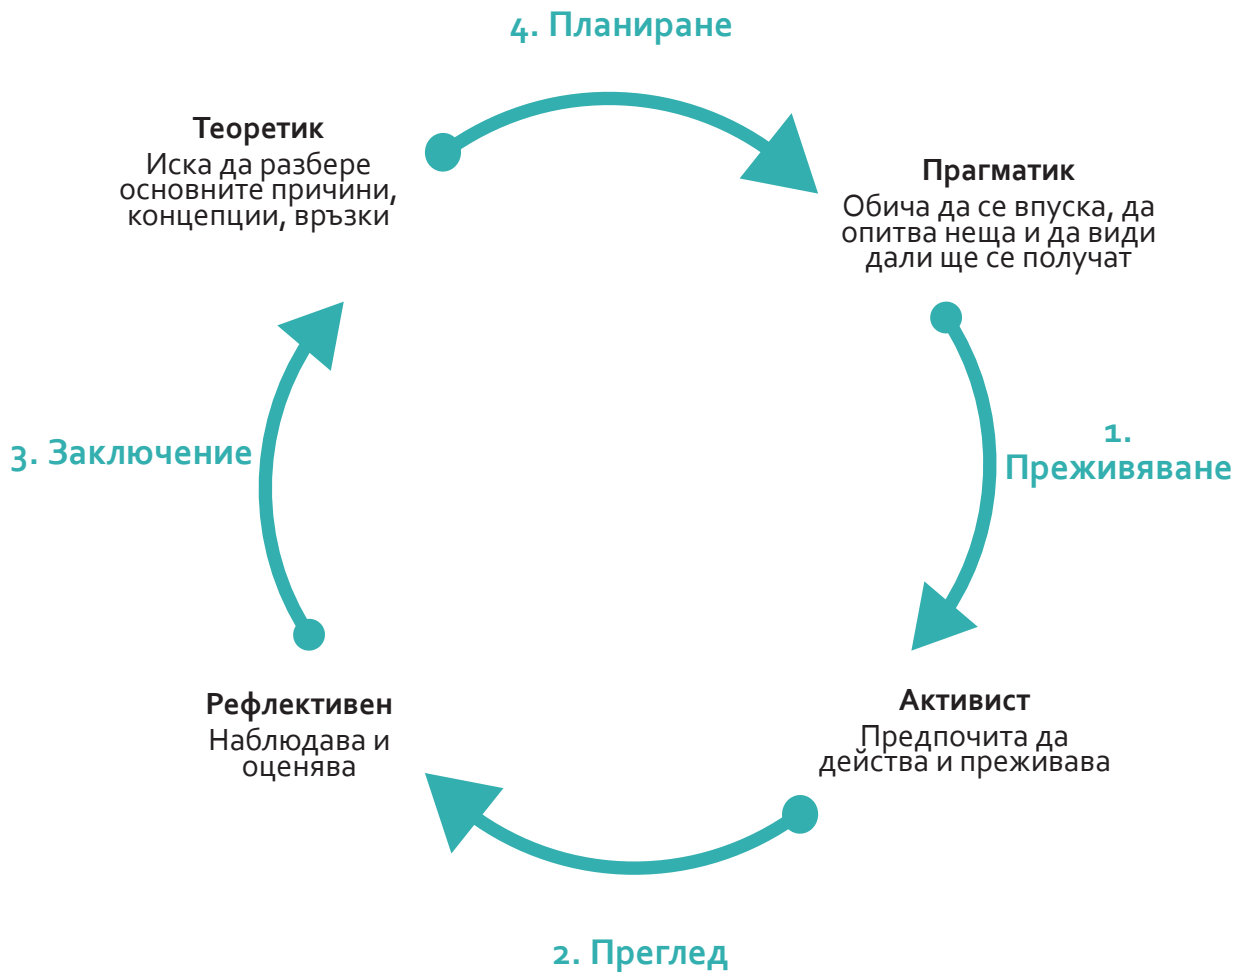 4. Планиране
Теоретик
Иска да разбере
основните причини,
концепции, връзки
Прагматик
Обича да се впуска, да
опитва неща и да види
дали ще се получат
3. Заключение
1.
Преживяване
Рефлективен
Наблюдава и
оценява
Активист
Предпочита да
действа и преживава
2. Преглед